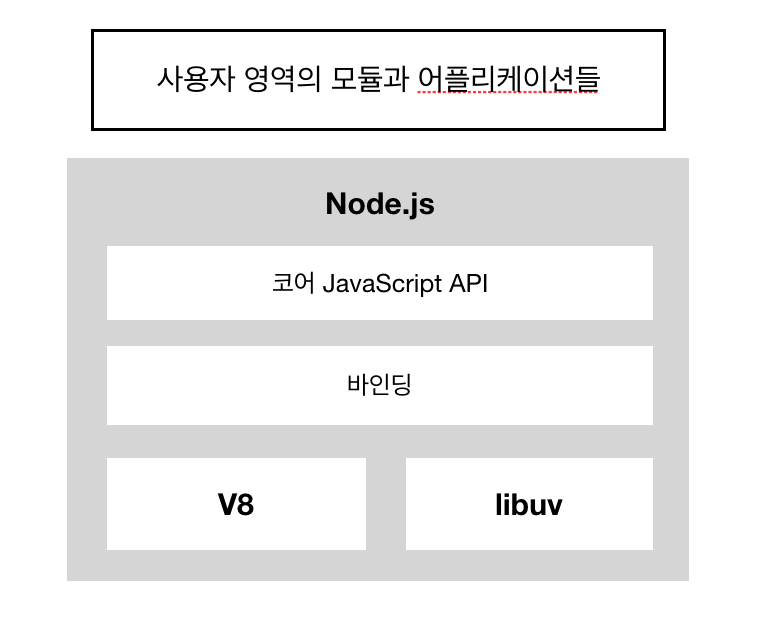 사용자 영역의 모듈과 어플리케이션들
Node.js
코어 JavaScript API
바인딩
V8
libuv